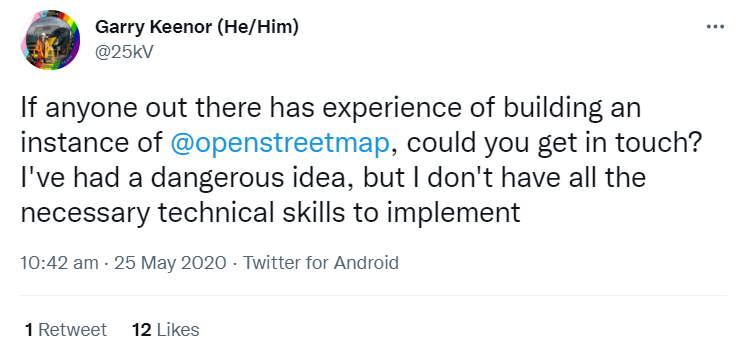 Garry Keenor (He/Him)
@25kV
If anyone out there has experience of building an
instance of @openstreetmap, could you get in touch?
I've had a dangerous idea, but I don't have all the
necessary technical skills to implement
10:42 am · 25 May 2020 · Twitter for Android
1 Retweet 12 Likes